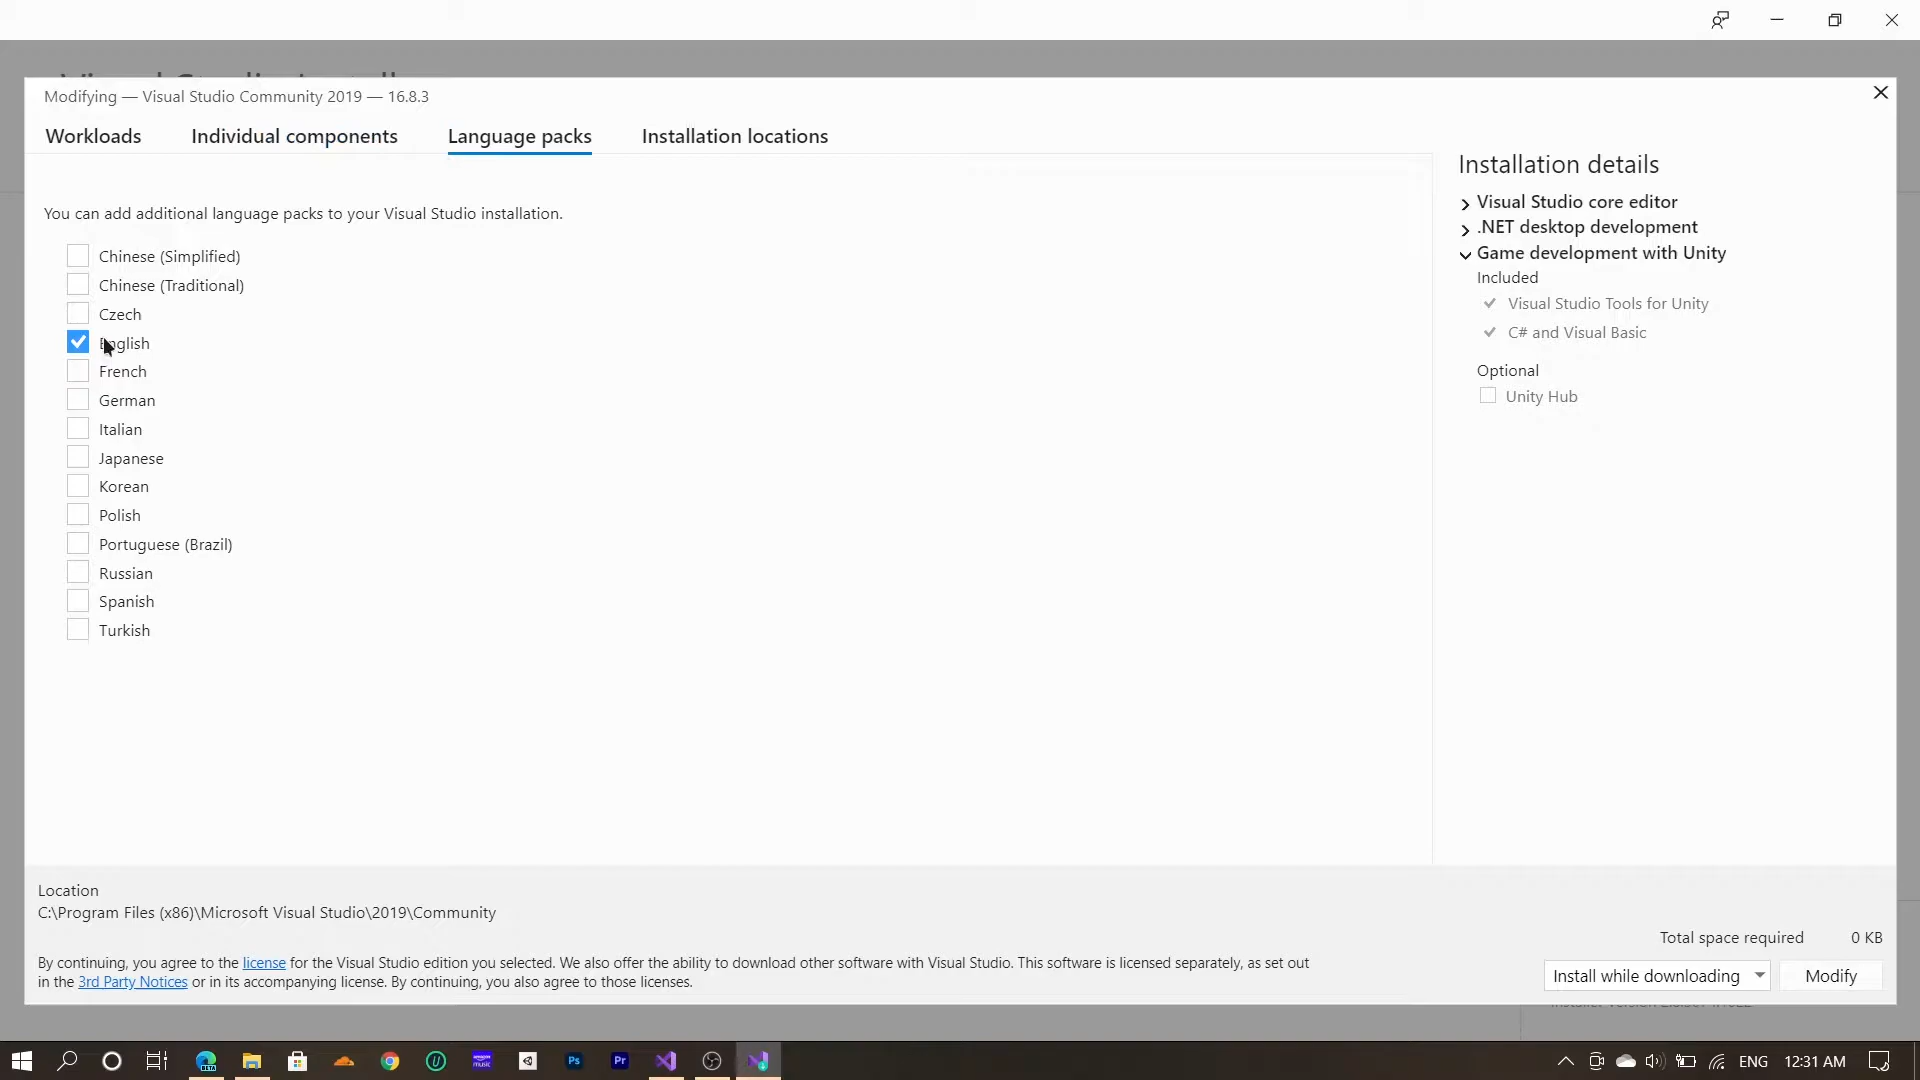 Modifying — Visual Studio Community 2019 — 16.8.3
Workloads
Individual components
Language packs
Installation locations
You can add additional language packs to your Visual Studio installation.
Chinese (Simplified)
Chinese (Traditional)
Czech
English
French
German
Italian
Japanese
Korean
Polish
Portuguese (Brazil)
Russian
Spanish
Turkish
Installation details
Visual Studio core editor
.NET desktop development
Game development with Unity
Included
Visual Studio Tools for Unity
C# and Visual Basic
Optional
Unity Hub
Location
C:\Program Files (x86)\Microsoft Visual Studio\2019\Community
Total space required 0 KB
By continuing, you agree to the license for the Visual Studio edition you selected. We also offer the ability to download other software with Visual Studio. This software is licensed separately, as set out
in the 3rd Party Notices or in its accompanying license. By continuing, you also agree to those licenses.
Install while downloading
Modify
BETA
amazon music
Ps
Pr
ENG
12:31 AM